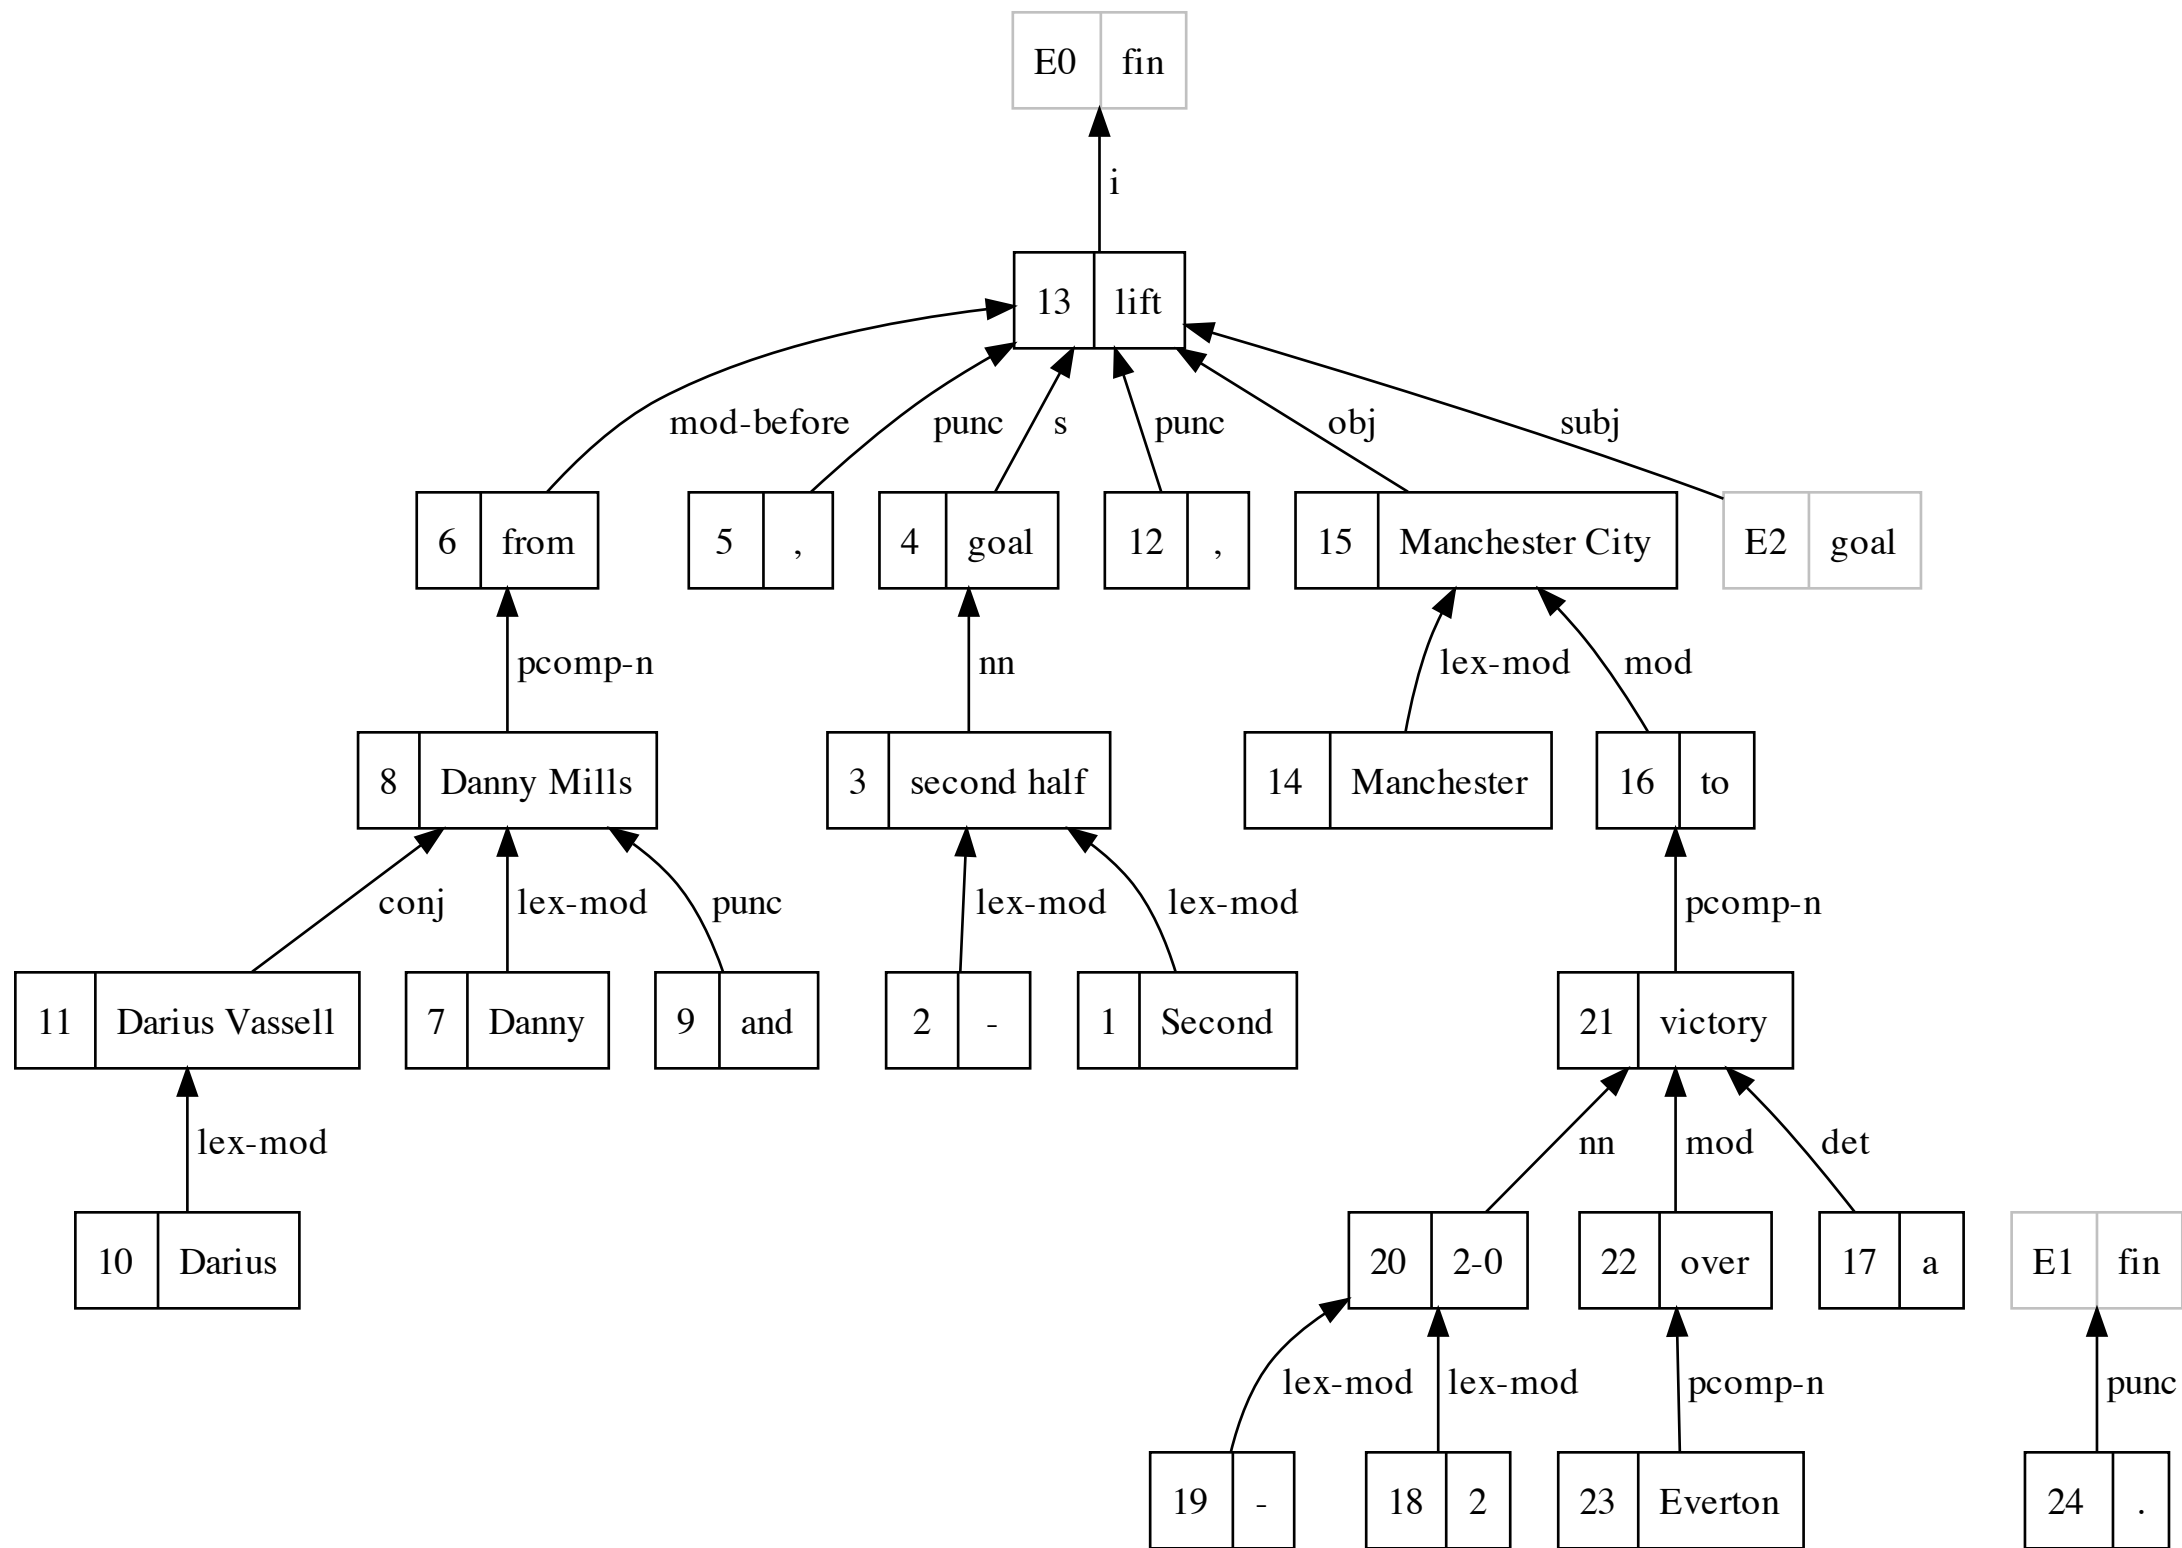 E0 fin
i
13 lift
mod-before punc s punc obj subj
6 from 5 , 4 goal 12 , 15 Manchester City E2 goal
pcomp-n nn lex-mod mod
8 Danny Mills 3 second half 14 Manchester 16 to
conj lex-mod punc lex-mod lex-mod pcomp-n
11 Darius Vassell 7 Danny 9 and 2 - 1 Second 21 victory
lex-mod nn mod det
10 Darius 20 2-0 22 over 17 a E1 fin
lex-mod lex-mod pcomp-n punc
19 - 18 2 23 Everton 24 .